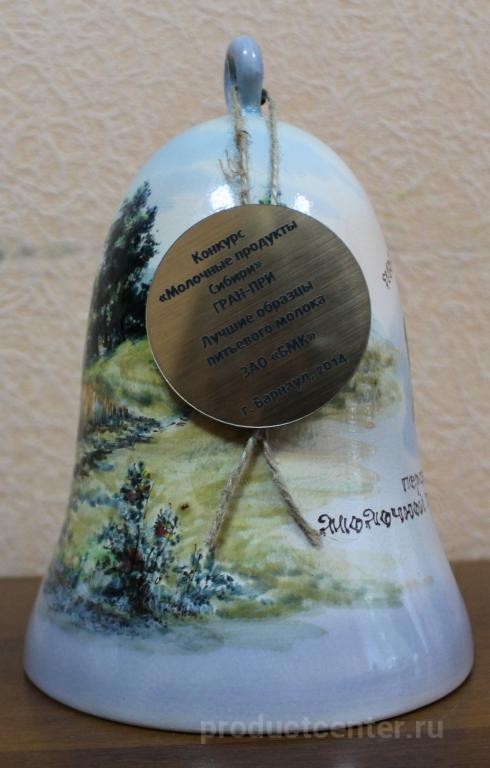 Конкурс
«Молочные продукты
Сибири»
ГРАН-ПРИ
Лучшие образцы
питьевого молока
ЗАО «БМК»
г. Барнаул, 2014
productcenter.ru